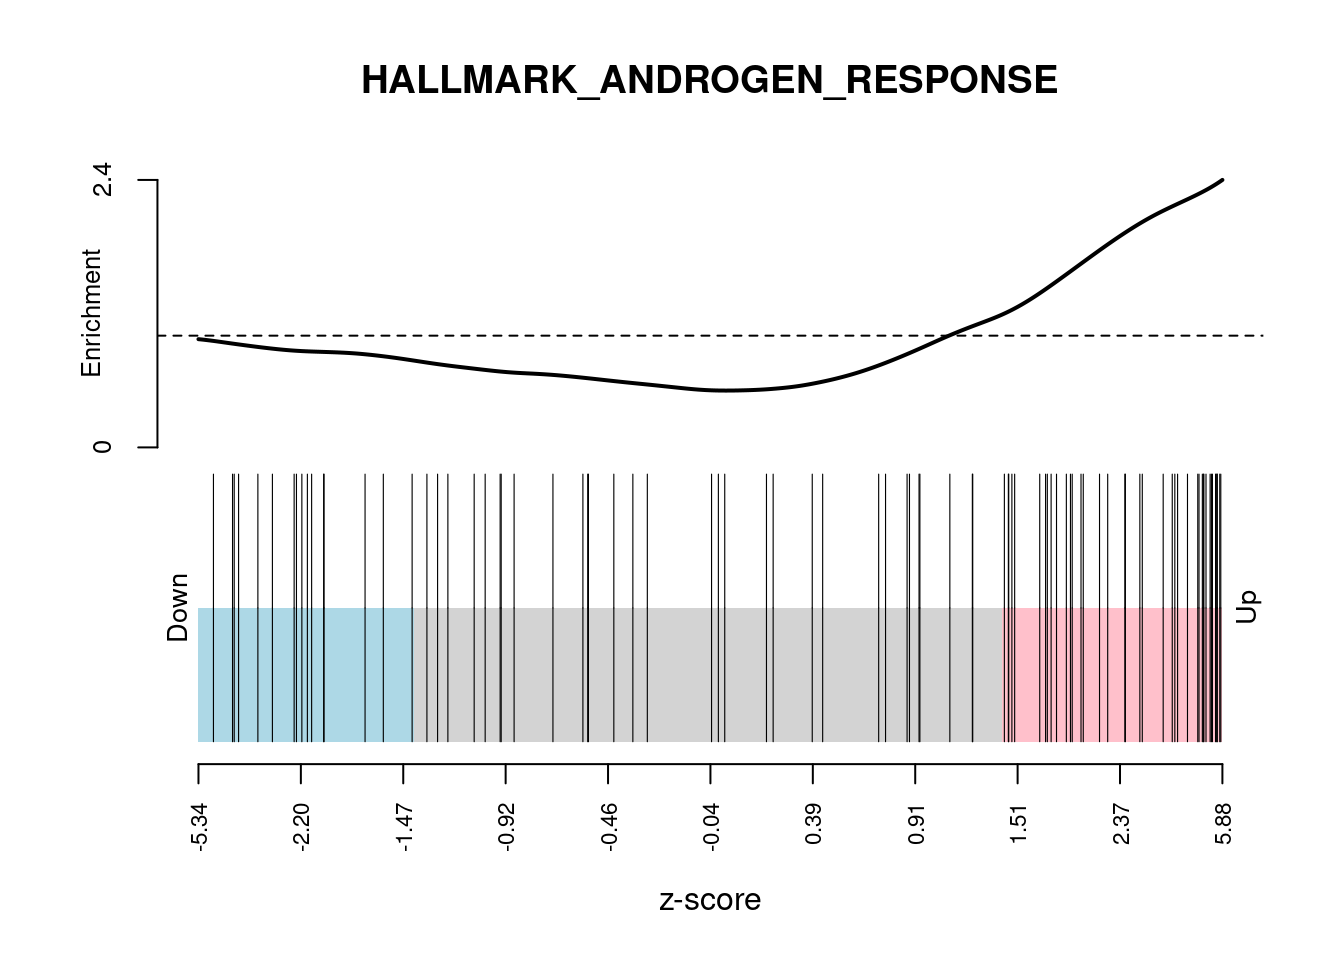 HALLMARK_ANDROGEN_RESPONSE
2.4
Enrichment
0
Down
Up
-5.34 -2.20 -1.47 -0.92 -0.46 -0.04 0.39 0.91 1.51 2.37 5.88
z-score